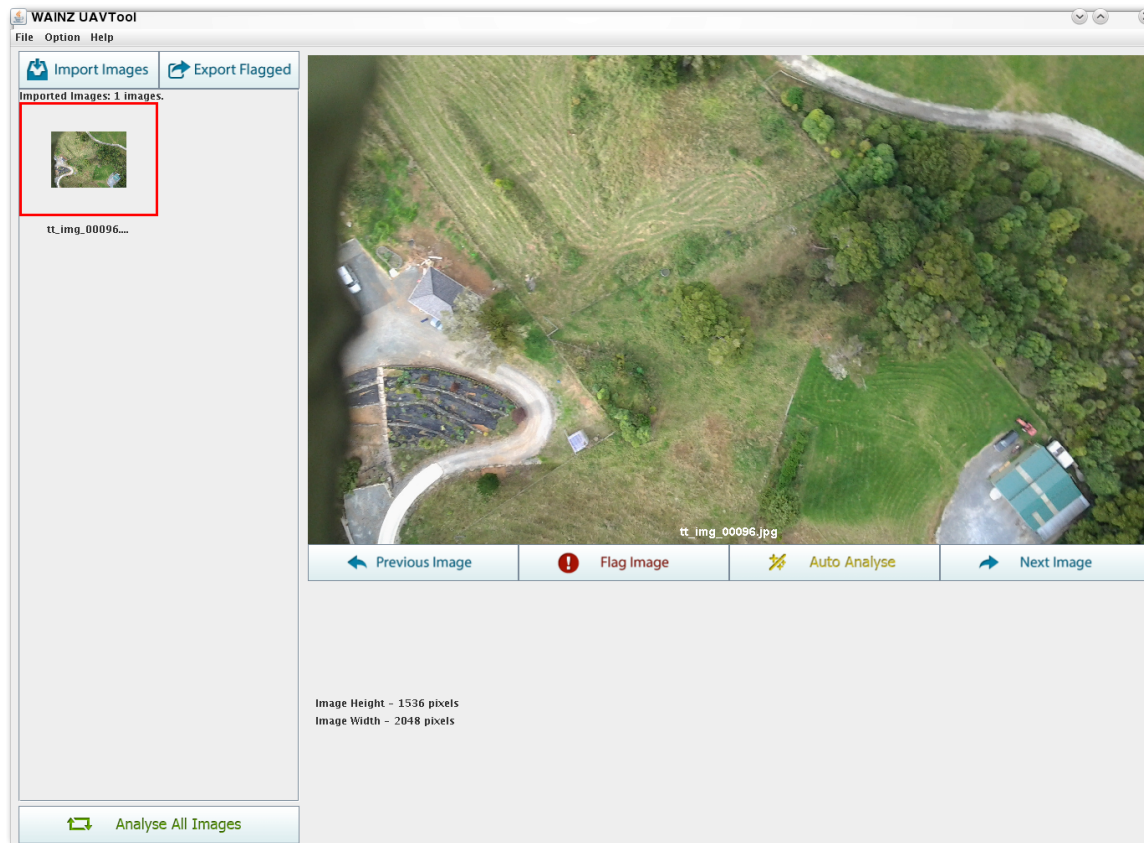 WAINZ UAVTool
File Option Help
Import Images Export Flagged
Imported Images: 1 images.
tt_img_00096....
tt_img_00096.jpg
Previous Image Flag Image Auto Analyse Next Image
Image Height - 1536 pixels
Image Width - 2048 pixels
Analyse All Images